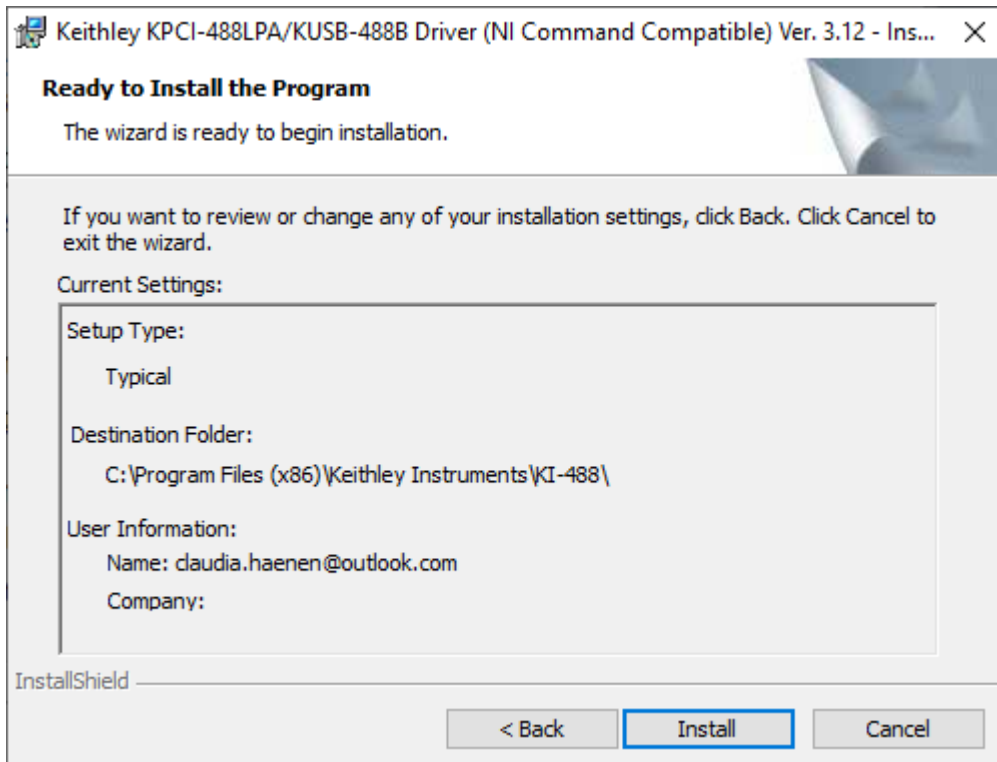 Keithley KPCI-488LPA/KUSB-488B Driver (NI Command Compatible) Ver. 3.12 - Ins...
Ready to Install the Program
The wizard is ready to begin installation.
If you want to review or change any of your installation settings, click Back. Click Cancel to
exit the wizard.
Current Settings:
Setup Type:
Typical
Destination Folder:
C:\Program Files (x86)\Keithley Instruments\KI-488\
User Information:
Name: claudia.haenen@outlook.com
Company:
InstallShield
< Back
Install
Cancel